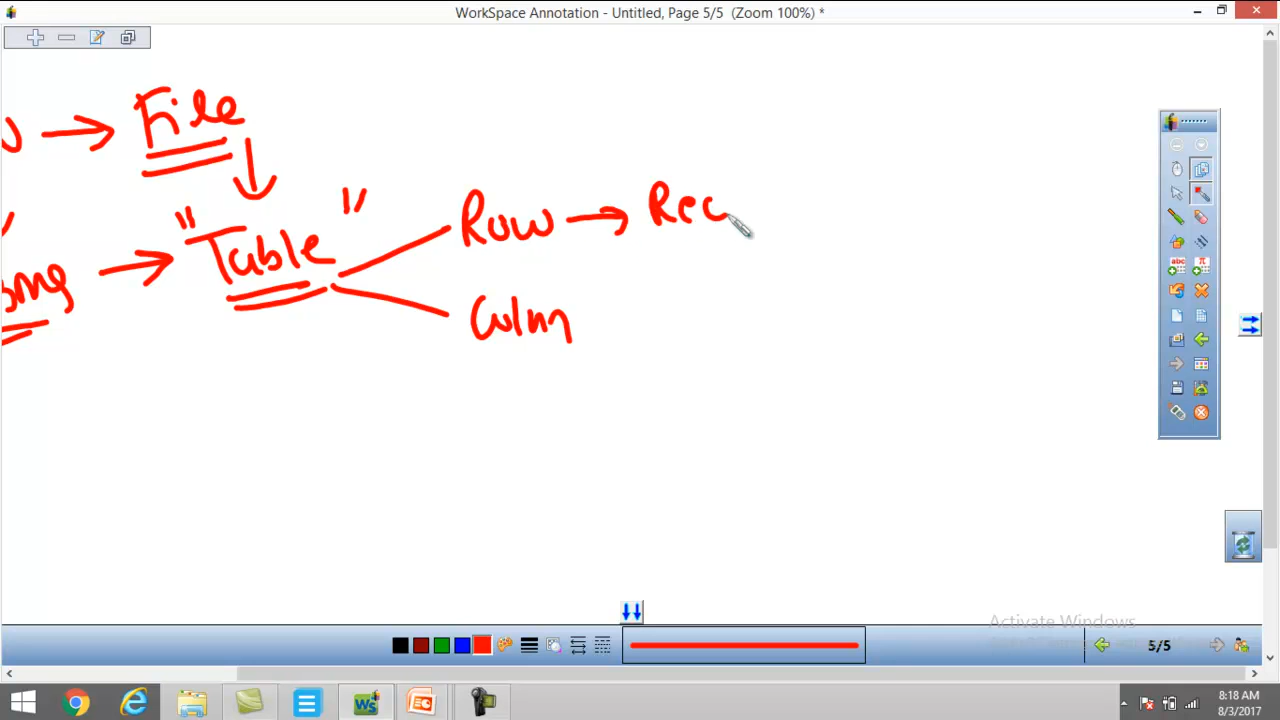 WorkSpace Annotation - Untitled, Page 5/5 (Zoom 100%) *
→ File
"Table"
Row → Rec
Colmn
Activate Windows
5/5
8:18 AM
8/3/2017